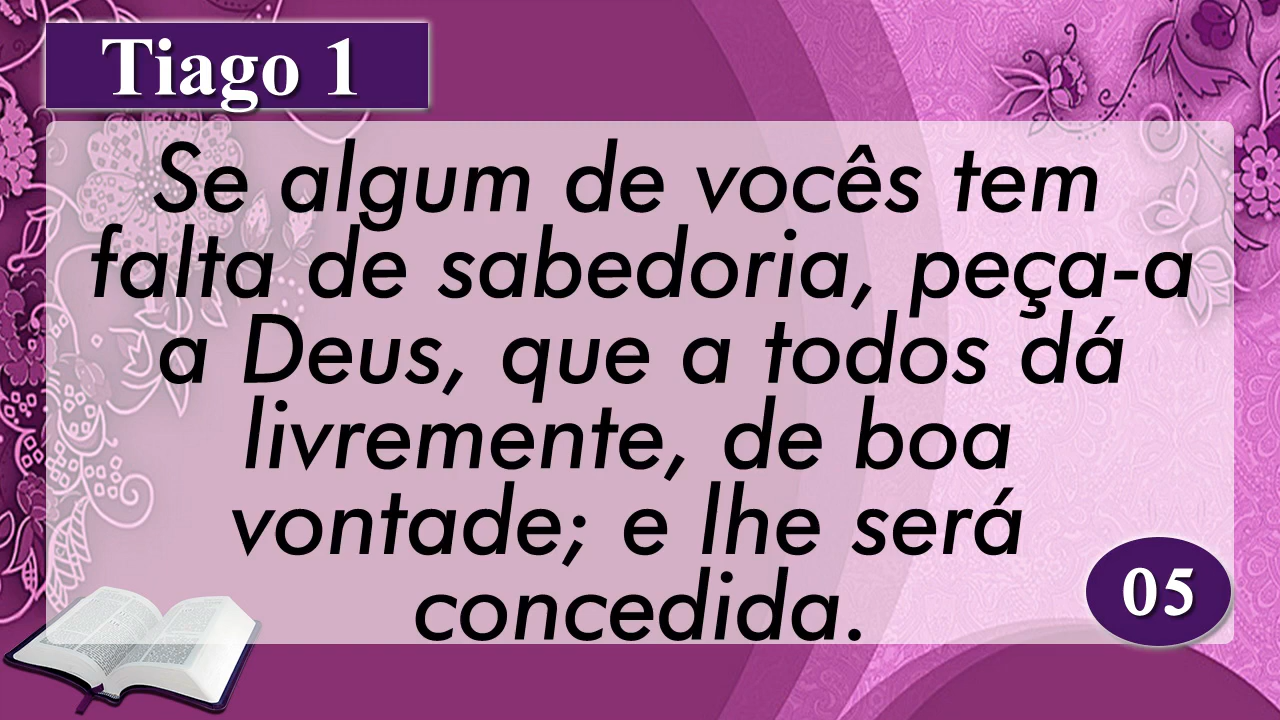 Tiago 1
Se algum de vocês tem
falta de sabedoria, peça-a
a Deus, que a todos dá
livremente, de boa
vontade; e lhe será
concedida.
05